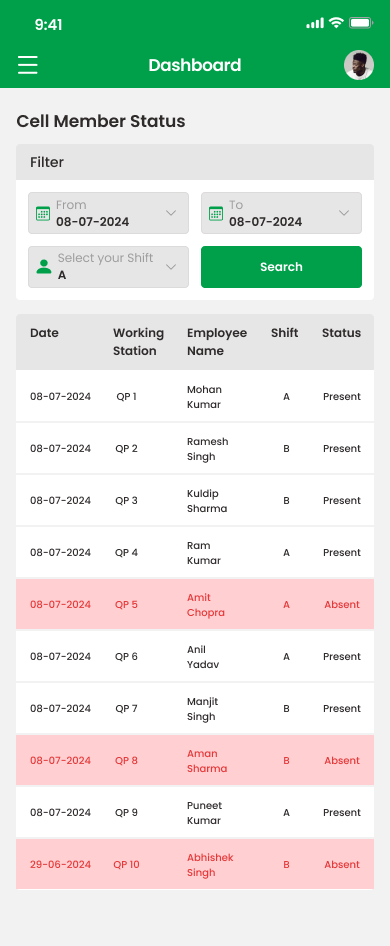 9:41
Dashboard
Cell Member Status
Filter
From
08-07-2024
To
08-07-2024
Select your Shift
A
Search
Date Working Station Employee Name Shift Status
08-07-2024 QP 1 Mohan Kumar A Present
08-07-2024 QP 2 Ramesh Singh B Present
08-07-2024 QP 3 Kuldip Sharma B Present
08-07-2024 QP 4 Ram Kumar A Present
08-07-2024 QP 5 Amit Chopra A Absent
08-07-2024 QP 6 Anil Yadav A Present
08-07-2024 QP 7 Manjit Singh B Present
08-07-2024 QP 8 Aman Sharma B Absent
08-07-2024 QP 9 Puneet Kumar A Present
29-06-2024 QP 10 Abhishek Singh B Absent